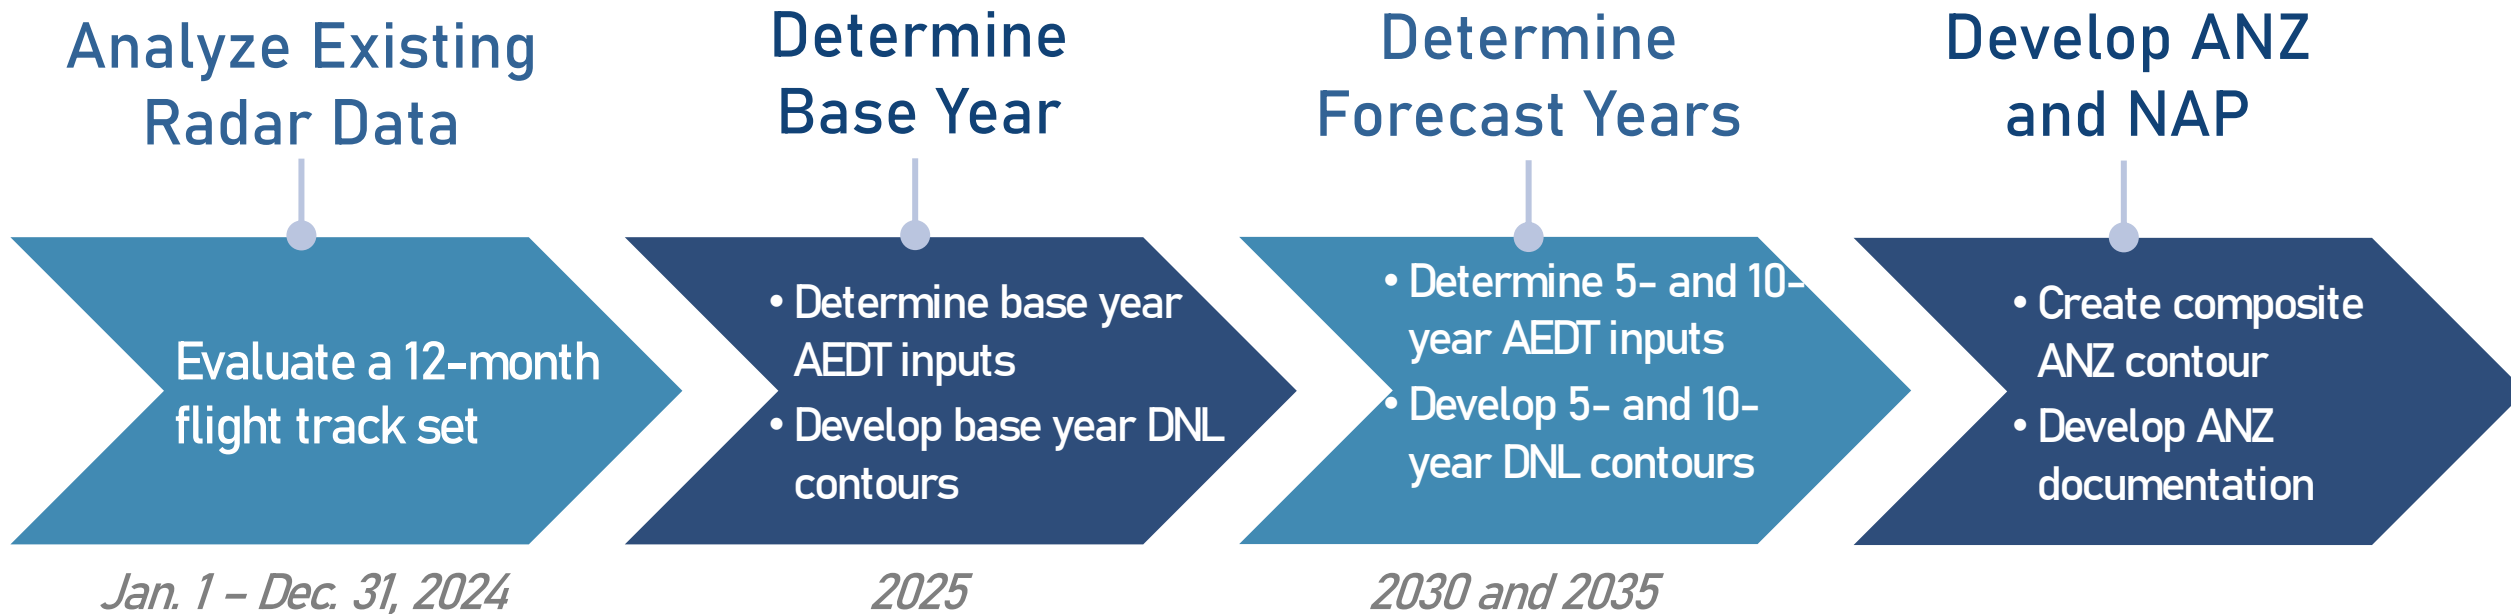 Analyze Existing
Radar Data
Determine
Base Year
Determine
Forecast Years
Develop ANZ
and NAP
Evaluate a 12-month
flight track set
• Determine base year
AEDT inputs
• Develop base year DNL
contours
• Determine 5- and 10-
year AEDT inputs
• Develop 5- and 10-
year DNL contours
• Create composite
ANZ contour
• Develop ANZ
documentation
Jan. 1 – Dec. 31, 2024
2025
2030 and 2035